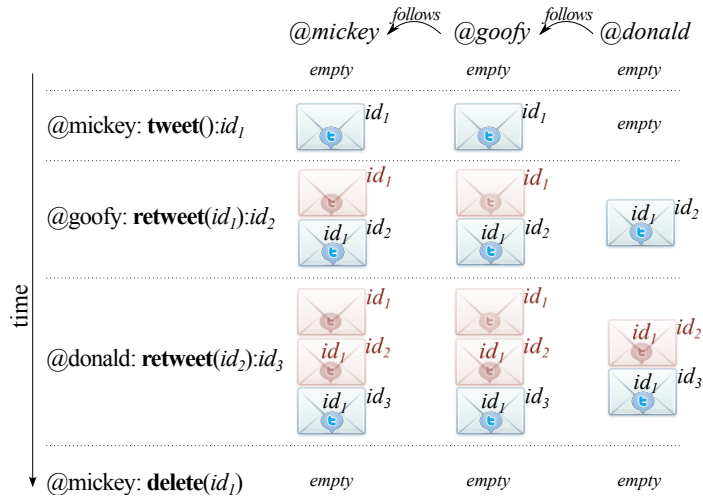 follows follows
@mickey @goofy @donald
empty empty empty
@mickey: tweet():id₁ id₁ id₁ empty
@goofy: retweet(id₁):id₂ id₁ id₁
id₁ id₂ id₁ id₂ id₁ id₂
time
@donald: retweet(id₂):id₃ id₁ id₁
id₁ id₂ id₁ id₂ id₁ id₂
id₁ id₃ id₁ id₃ id₁ id₃
@mickey: delete(id₁) empty empty empty